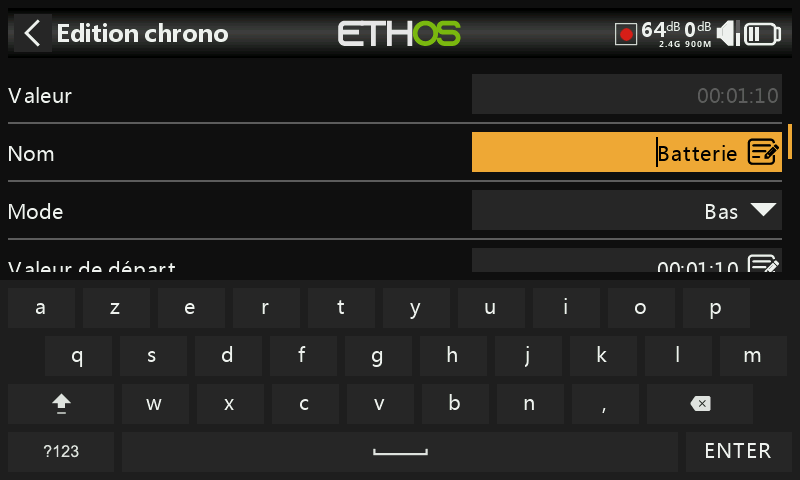 Edition chrono ETHOS 64dB 0dB
2.4G 900M
Valeur 00:01:10
Nom Batterie
Mode Bas
Valeur de départ 00:01:10
a z e r t y u i o p
q s d f g h j k l m
w x c v b n ,
?123 ENTER